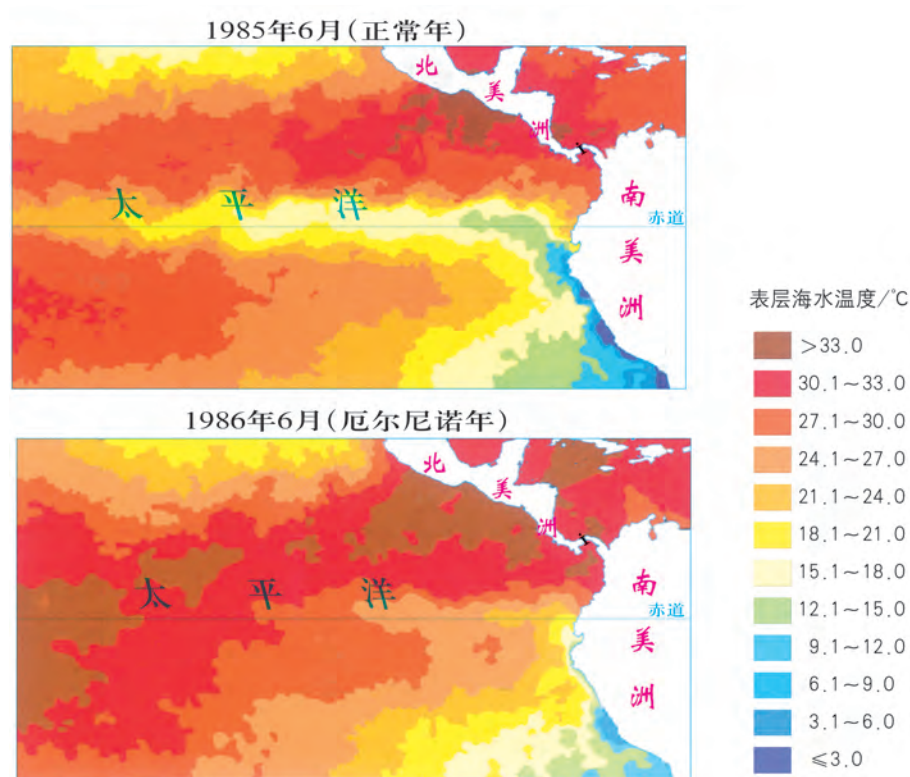 1985年6月(正常年)
北
美
洲
太平洋
南
赤道
美
洲
1986年6月(厄尔尼诺年)
北
美
洲
太平洋
南
赤道
美
洲
表层海水温度/℃
>33.0
30.1～33.0
27.1～30.0
24.1～27.0
21.1～24.0
18.1～21.0
15.1～18.0
12.1～15.0
9.1～12.0
6.1～9.0
3.1～6.0
≤3.0